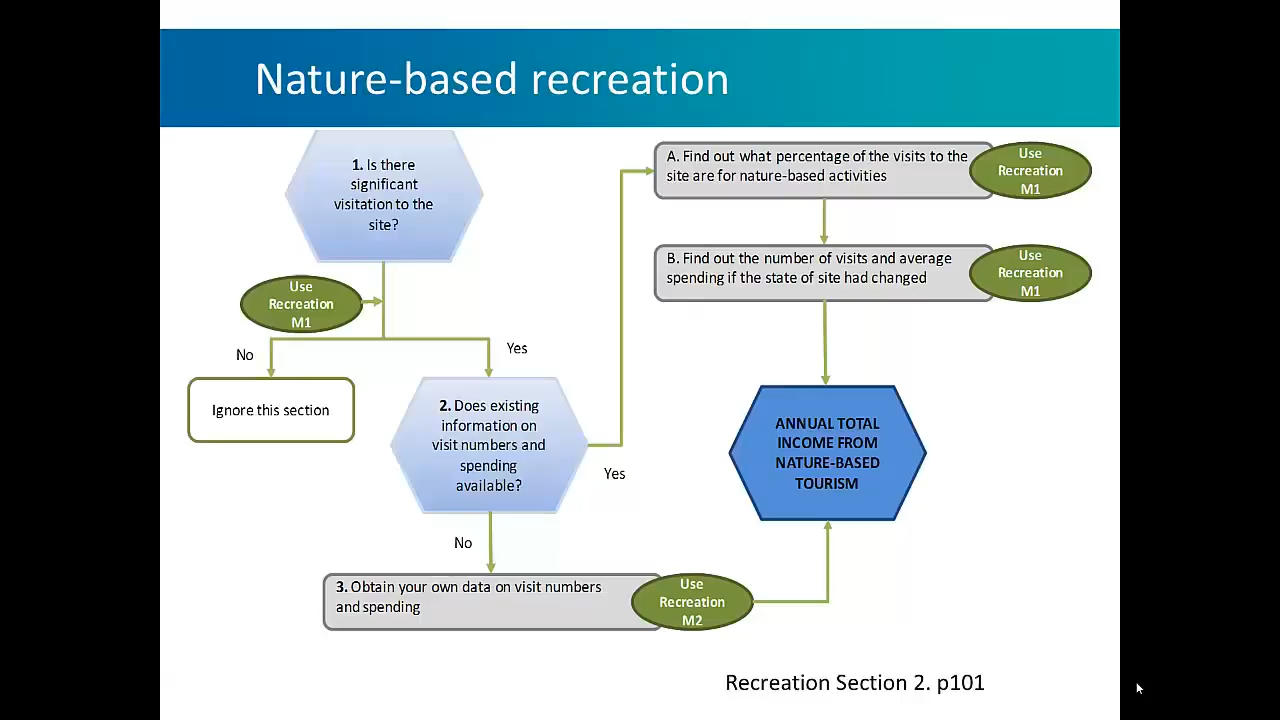 Nature-based recreation
1. Is there
significant
visitation to the
site?
Use
Recreation
M1
No
Yes
Ignore this section
2. Does existing
information on
visit numbers and
spending
available?
Yes
No
3. Obtain your own data on visit numbers
and spending
Use
Recreation
M2
A. Find out what percentage of the visits to the
site are for nature-based activities
Use
Recreation
M1
B. Find out the number of visits and average
spending if the state of site had changed
Use
Recreation
M1
ANNUAL TOTAL
INCOME FROM
NATURE-BASED
TOURISM
Recreation Section 2. p101